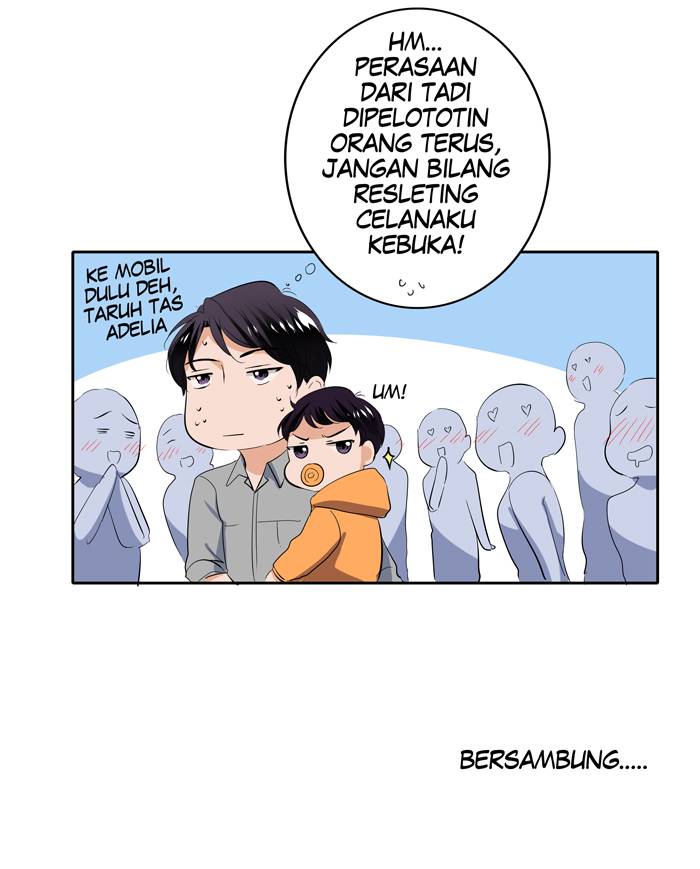 HM...
PERASAAN
DARI TADI
DIPELOTOTIN
ORANG TERUS,
JANGAN BILANG
RESLETING
CELANAKU
KEBUKA!
KE MOBIL
DULU DEH,
TARUH TAS
ADELIA
UM!
BERSAMBUNG.....